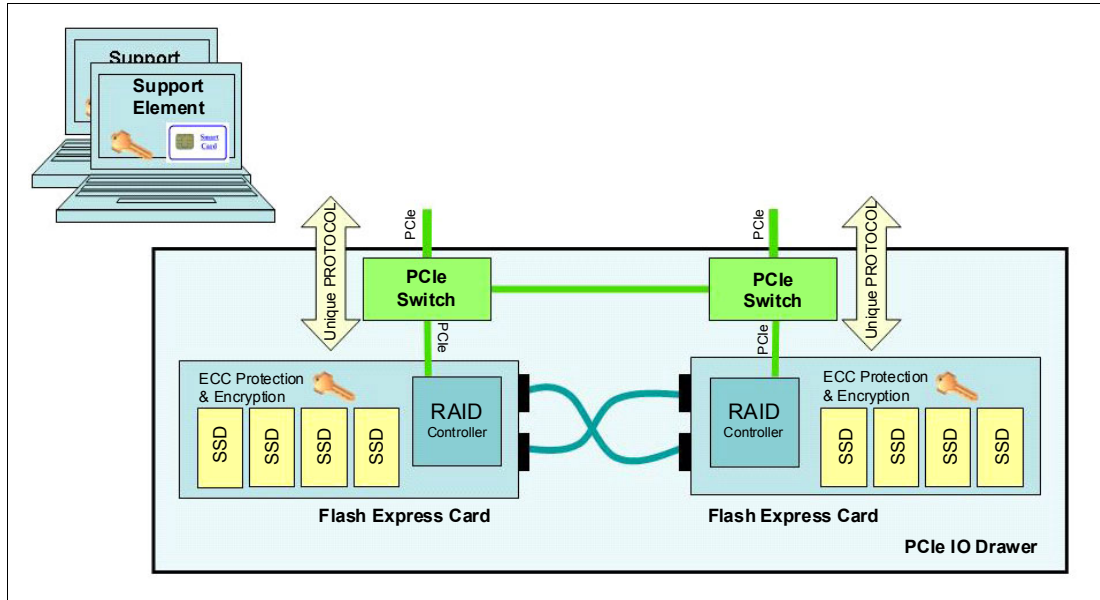 Support
Support
Element
Smart
Card
Unique PROTOCOL
PCIe
PCIe
Unique PROTOCOL
PCIe
Switch
PCIe
Switch
PCIe
PCIe
ECC Protection
& Encryption
SSD
SSD
SSD
SSD
RAID
Controller
RAID
Controller
ECC Protection
& Encryption
SSD
SSD
SSD
SSD
Flash Express Card
Flash Express Card
PCIe IO Drawer